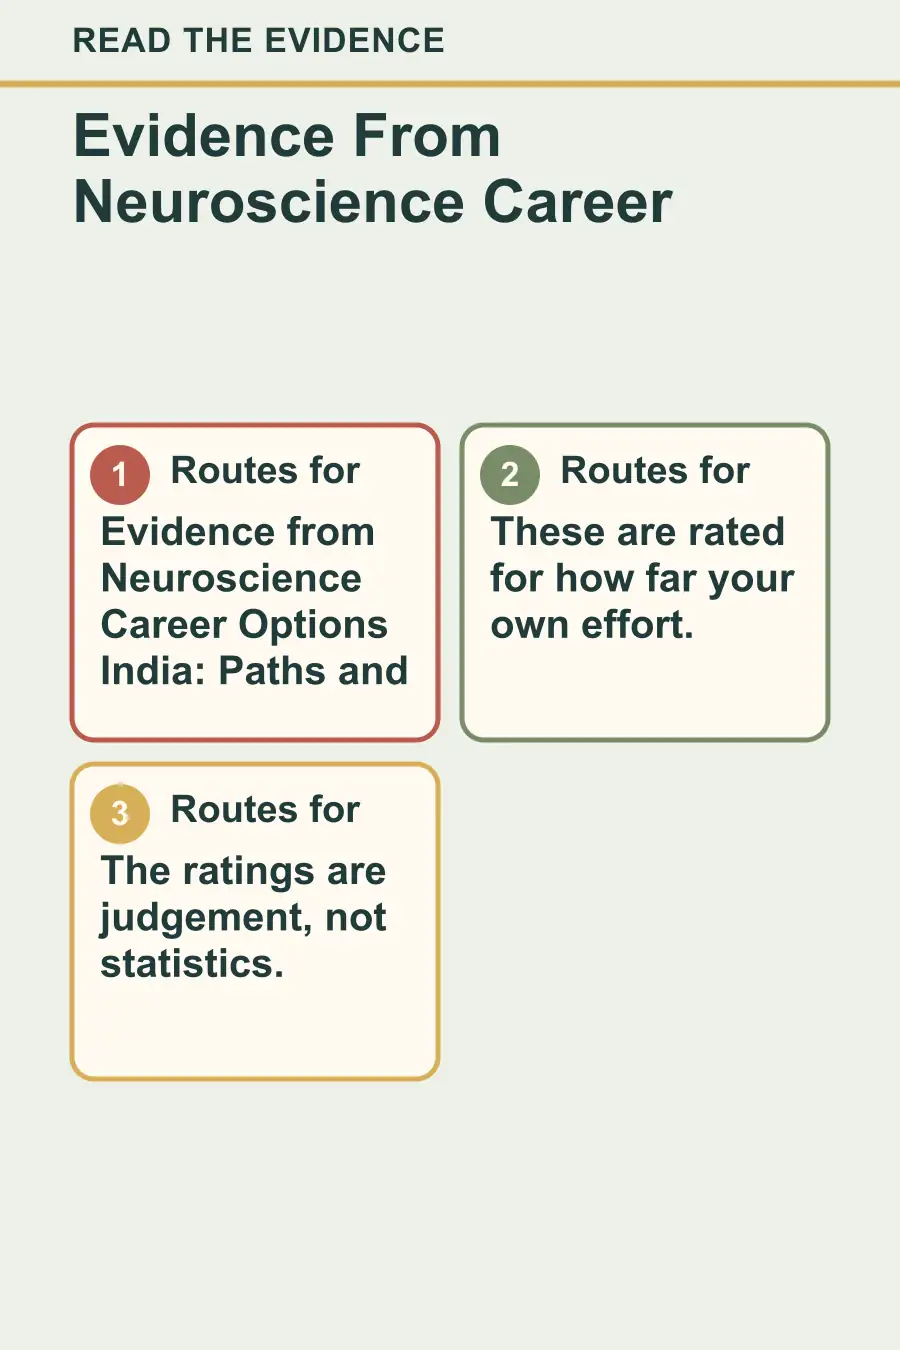 READ THE EVIDENCE
Evidence From
Neuroscience Career
1 Routes for
Evidence from
Neuroscience
Career Options
India: Paths and
2 Routes for
These are rated
for how far your
own effort.
3 Routes for
The ratings are
judgement, not
statistics.